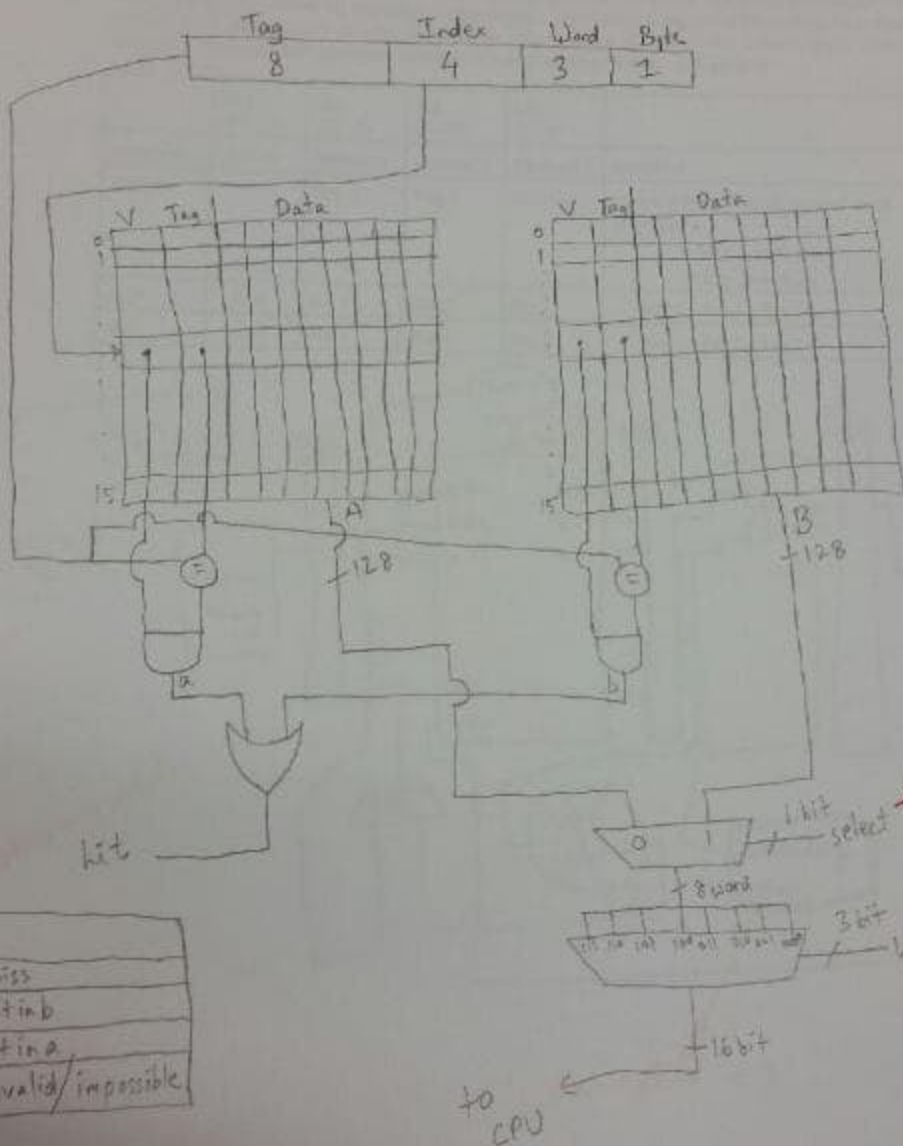 Tag Index Word Byte
8 4 3 1
V Tag Data
V Tag Data
0
1
15
0
1
15
A
B
128
128
=
=
a
b
hit
0 1
1 bit
select
8 word
3 bit
16 bit
to
CPU
t in b
t in a
valid/impossible